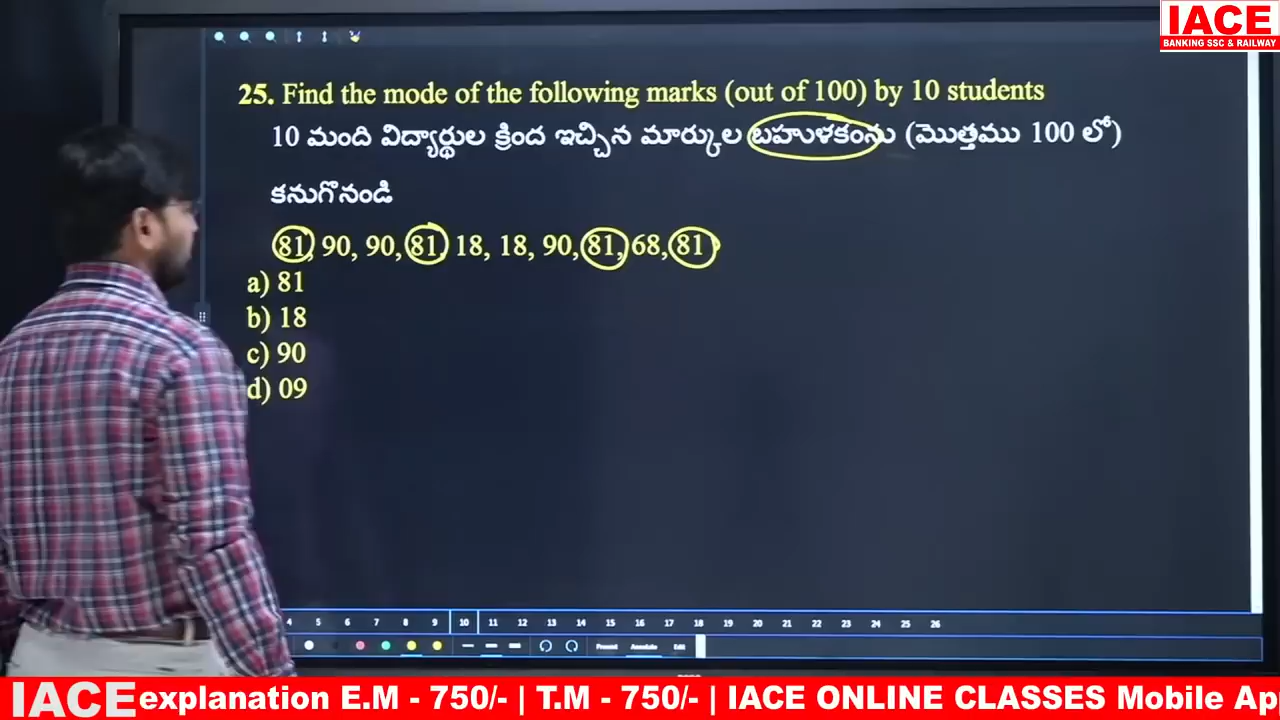 IACE
BANKING SSC & RAILWAY
25. Find the mode of the following marks (out of 100) by 10 students
10 మంది విద్యార్థుల క్రింద ఇచ్చిన మార్కుల బహుళకంను (మొత్తము 100 లో)
కనుగొనండి
81, 90, 90, 81, 18, 18, 90, 81, 68, 81
a) 81
b) 18
c) 90
d) 09
4 5 6 7 8 9 10 11 12 13 14 15 16 17 18 19 20 21 22 23 24 25 26
Present Annotate Edit
IACE explanation E.M - 750/- | T.M - 750/- | IACE ONLINE CLASSES Mobile Ap